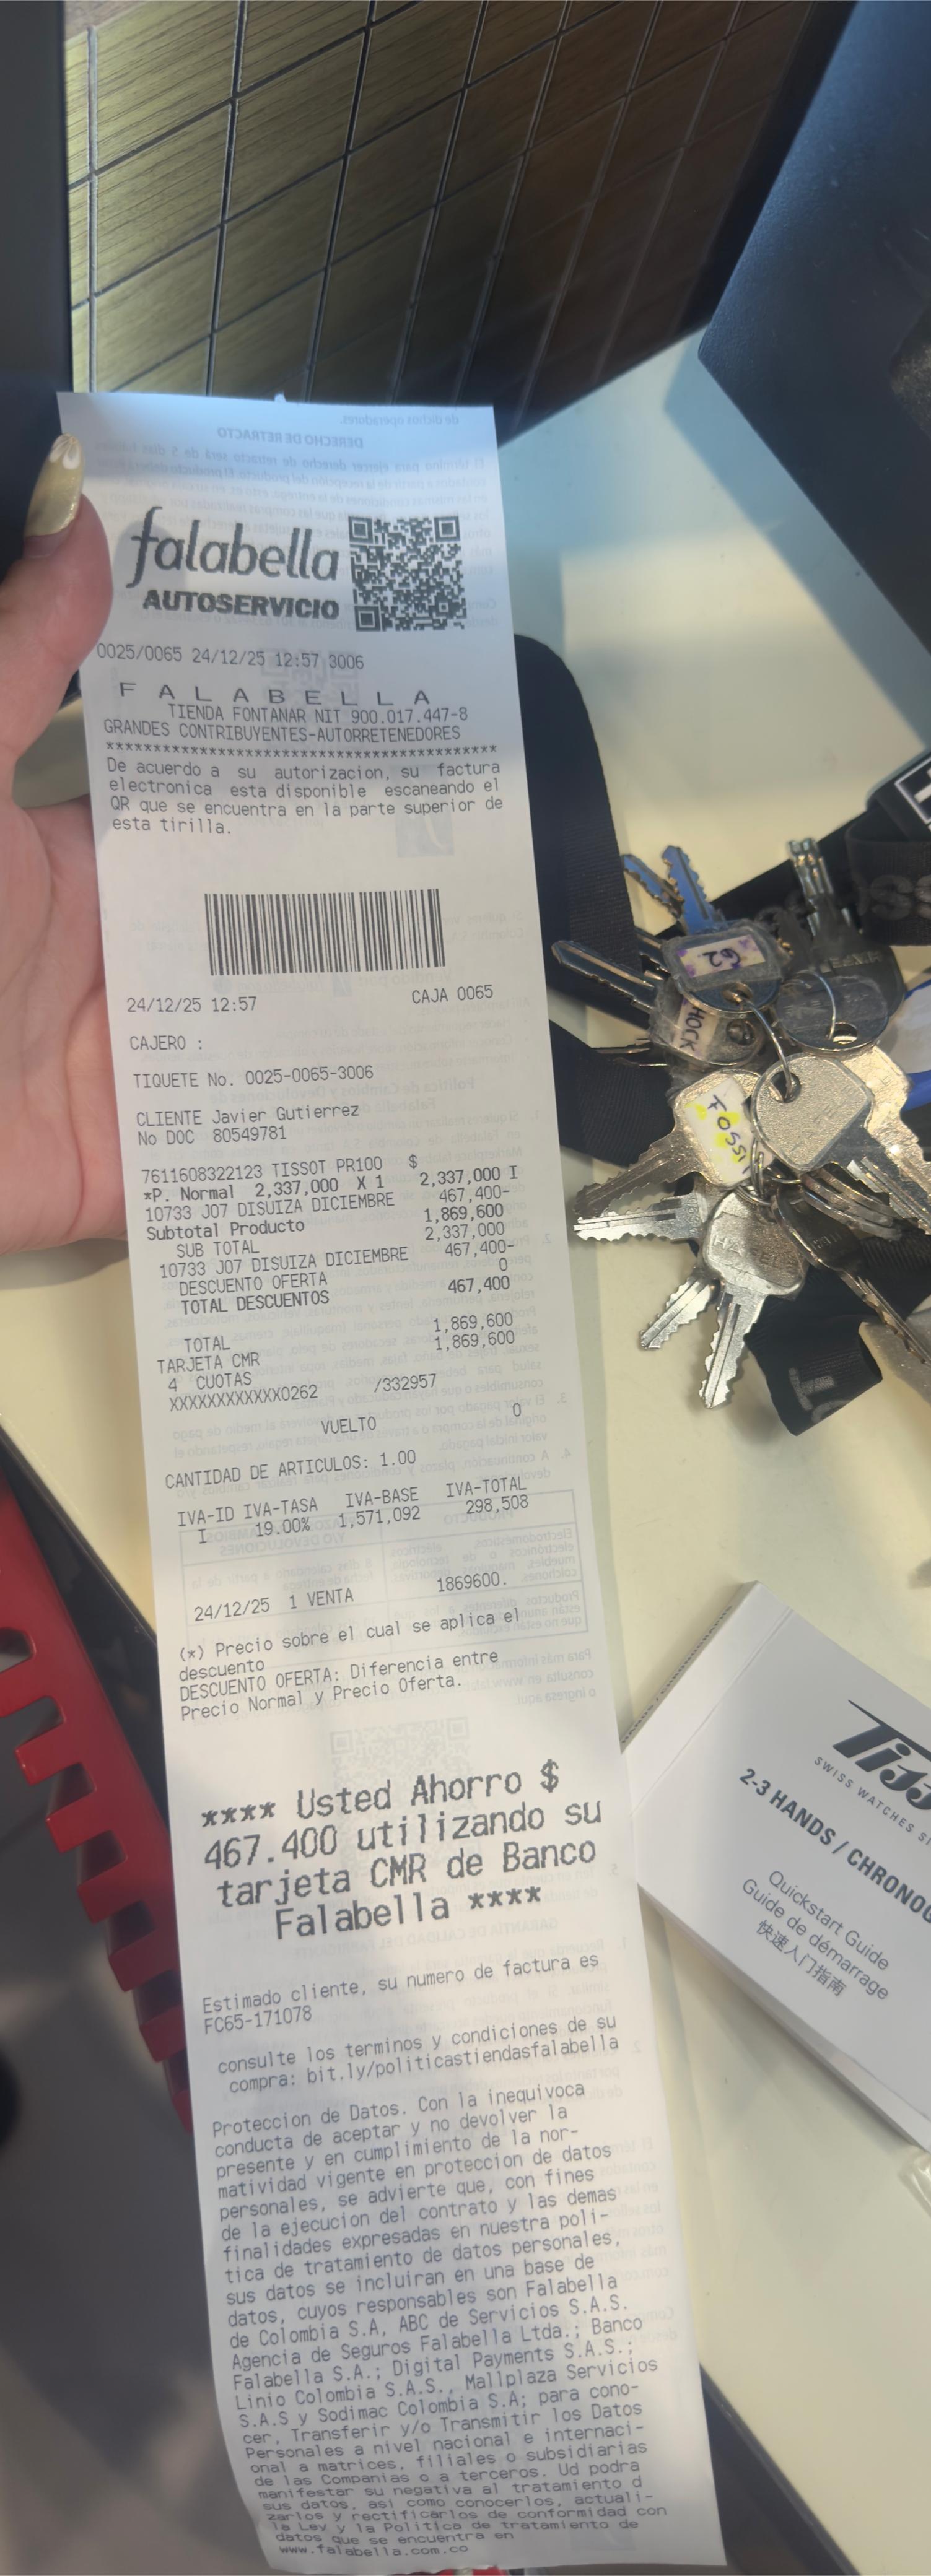 falabella
AUTOSERVICIO
0025/0065 24/12/25 12:57 3006
F A L A B E L L A
TIENDA FONTANAR NIT 900.017.447-8
GRANDES CONTRIBUYENTES-AUTORRETENEDORES
****************************************
De acuerdo a su autorizacion, su factura
electronica esta disponible escaneando el
QR que se encuentra en la parte superior de
esta tirilla.
24/12/25 12:57 CAJA 0065
CAJERO :
TIQUETE No. 0025-0065-3006
CLIENTE Javier Gutierrez
No DOC 80549781
7611608322123 TISSOT PR100 $
*P. Normal 2,337,000 X 1 2,337,000 I
10733 J07 DISUIZA DICIEMBRE 467,400-
Subtotal Producto 1,869,600
SUB TOTAL 2,337,000
10733 J07 DISUIZA DICIEMBRE 467,400-
DESCUENTO OFERTA 0
TOTAL DESCUENTOS 467,400
TOTAL 1,869,600
TARJETA CMR 1,869,600
4 CUOTAS
XXXXXXXXXXXX0262 /332957
VUELTO 0
CANTIDAD DE ARTICULOS: 1.00
IVA-ID IVA-TASA IVA-BASE IVA-TOTAL
I 19.00% 1,571,092 298,508
24/12/25 1 VENTA 1869600.
(*) Precio sobre el cual se aplica el
descuento
DESCUENTO OFERTA: Diferencia entre
Precio Normal y Precio Oferta.
**** Usted Ahorro $
467.400 utilizando su
tarjeta CMR de Banco
Falabella ****
Estimado cliente, su numero de factura es
FC65-171078
consulte los terminos y condiciones de su
compra: bit.ly/politicastiendasfalabella
Proteccion de Datos. Con la inequivoca
conducta de aceptar y no devolver la
presente y en cumplimiento de la nor-
matividad vigente en proteccion de datos
personales, se advierte que, con fines
de la ejecucion del contrato y las demas
finalidades expresadas en nuestra poli-
tica de tratamiento de datos personales,
sus datos se incluiran en una base de
datos, cuyos responsables son Falabella
de Colombia S.A, ABC de Servicios S.A.S.
Agencia de Seguros Falabella Ltda.; Banco
Falabella S.A.; Digital Payments S.A.S.;
Linio Colombia S.A.S., Mallplaza Servicios
S.A.S y Sodimac Colombia S.A; para cono-
cer, Transferir y/o Transmitir los Datos
Personales a nivel nacional e internaci-
onal a matrices, filiales o subsidiarias
de las Companias o a terceros. Ud podra
manifestar su negativa al tratamiento d
sus datos, asi como conocerlos, actuali-
zarlos y rectificarlos de conformidad con
la Ley y la Politica de tratamiento de
datos que se encuentra en
www.falabella.com.co
62
HOCK
FOSSI
Tiss
SWISS WATCHES SI
2-3 HANDS / CHRONOG
Quickstart Guide
Guide de démarrage
快速入门指南